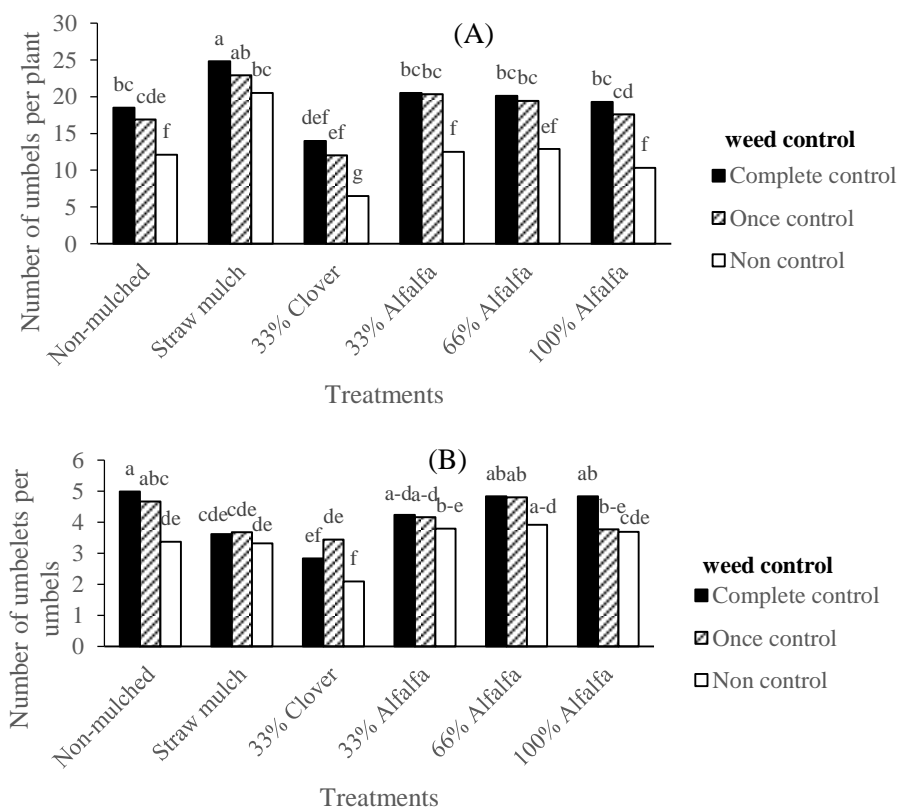 (A)
Number of umbels per plant
30
25
20
15
10
5
0
bc cde f
a ab bc
def ef g
bc bc f
bc bc ef
bc cd f
Non-mulched
Straw mulch
33% Clover
33% Alfalfa
66% Alfalfa
100% Alfalfa
Treatments
weed control
Complete control
Once control
Non control
(B)
Number of umbelets per
umbels
6
5
4
3
2
1
0
a abc de
cde cde de
ef de f
a-d a-d b-e
ab ab a-d
ab b-e cde
Non-mulched
Straw mulch
33% Clover
33% Alfalfa
66% Alfalfa
100% Alfalfa
Treatments
weed control
Complete control
Once control
Non control